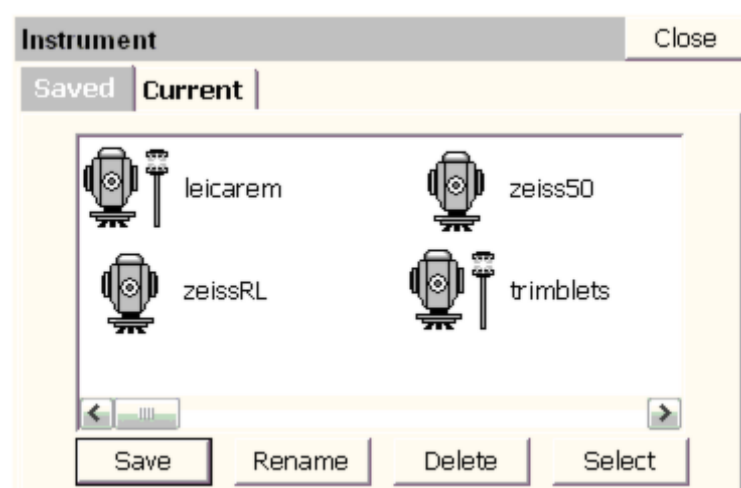 Instrument Close
Saved Current
leicarem zeiss50
zeissRL trimblets
Save Rename Delete Select